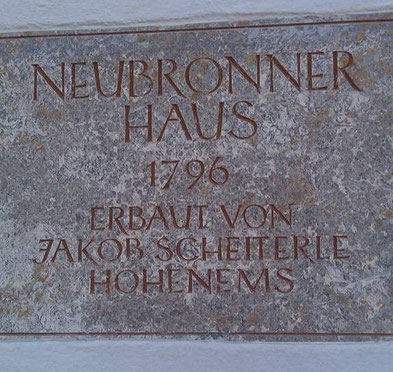 NEUBRONNER
HAUS
1796
ERBAUT VON
JAKOB SCHEITERLE
HOHENEMS